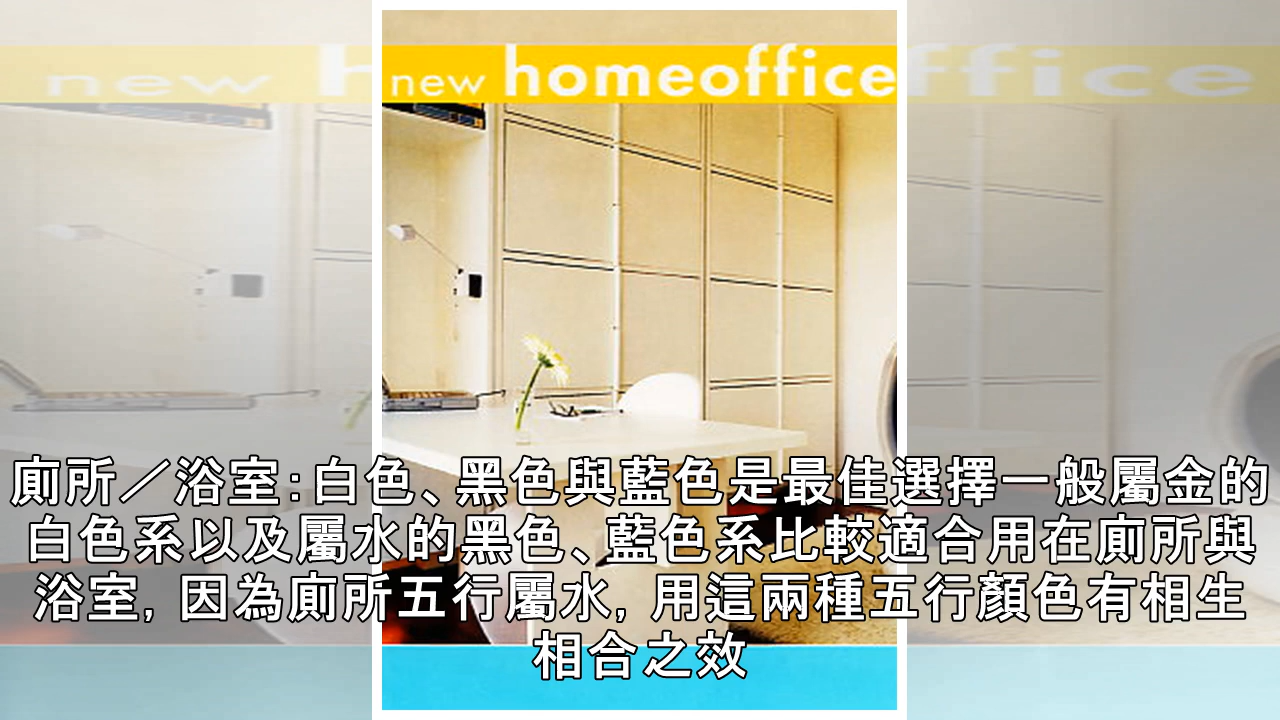 new homeoffice
廁所／浴室：白色、黑色與藍色是最佳選擇一般屬金的
白色系以及屬水的黑色、藍色系比較適合用在廁所與
浴室，因為廁所五行屬水，用這兩種五行顏色有相生
相合之效